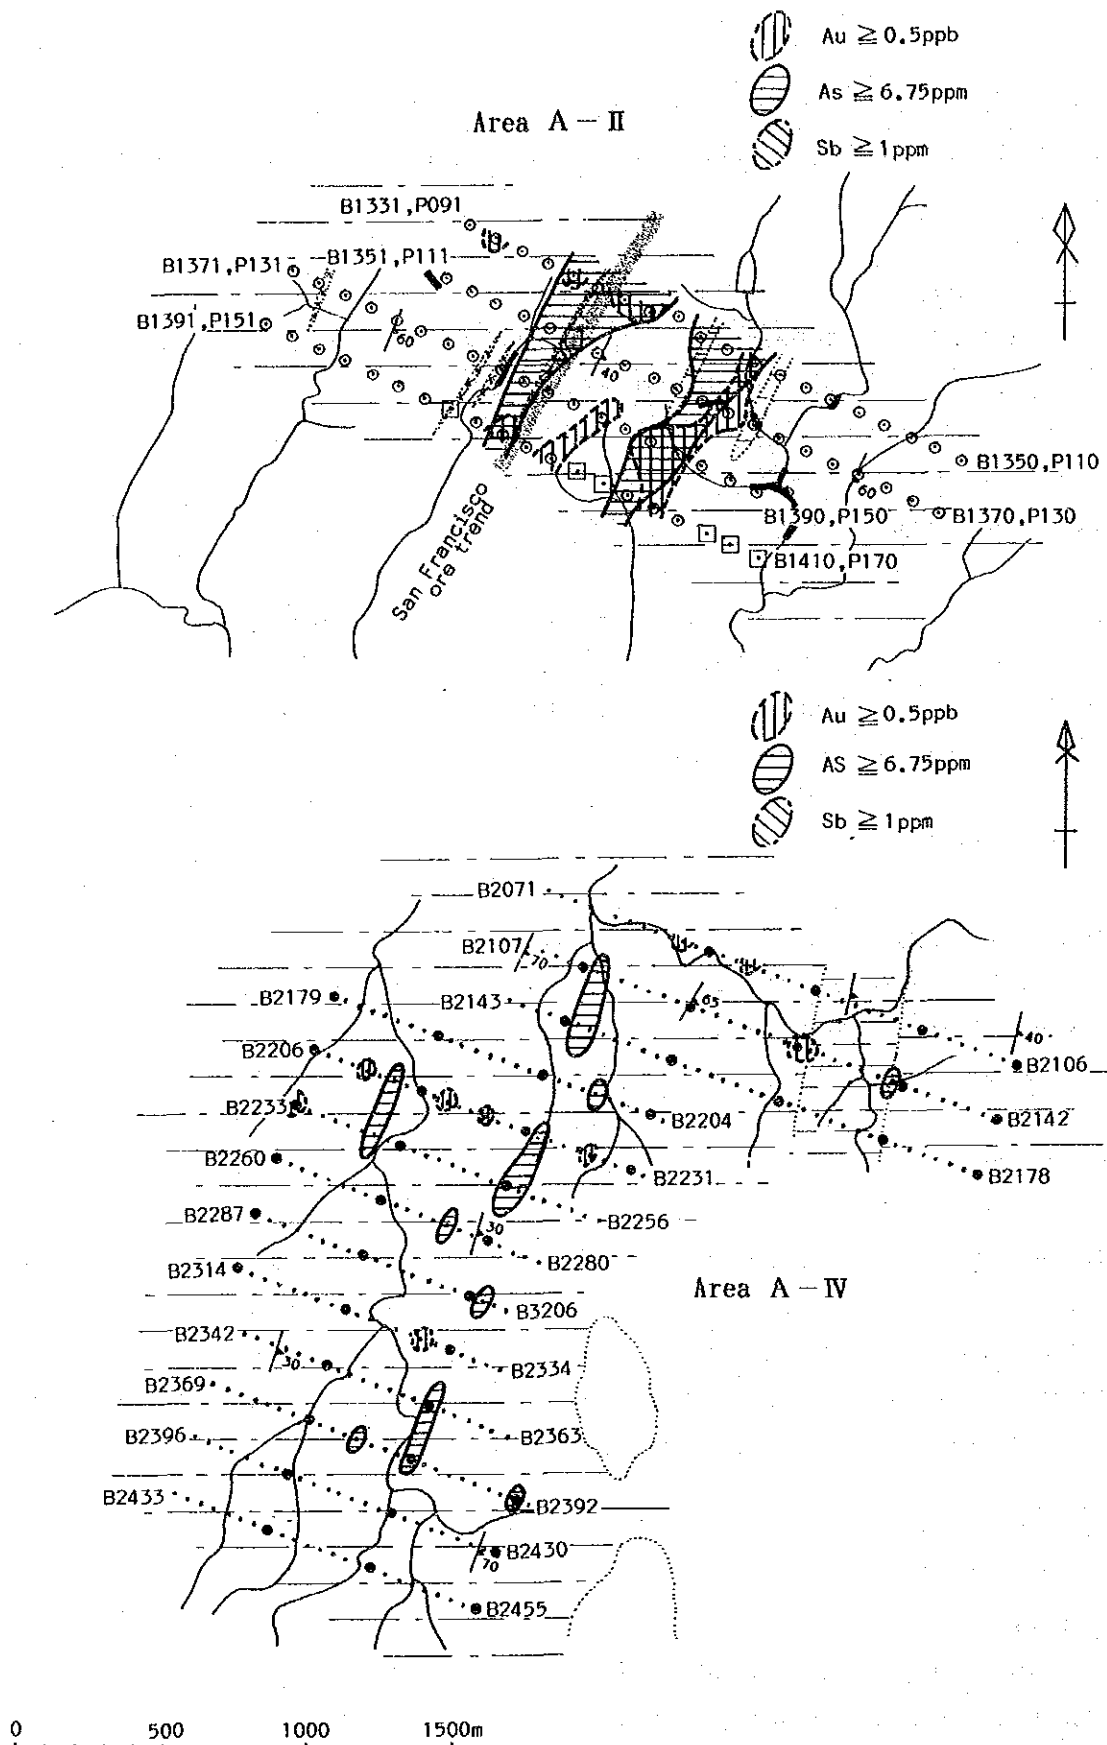 Au ≧ 0.5ppb
As ≧ 6.75ppm
Sb ≧ 1ppm
Area A－II
B1331,P091
B1371,P131
B1351,P111
B1391,P151
60
40
B1350,P110
60
B1390,P150
B1370,P130
B1410,P170
San Francisco
ore trend
Au ≧ 0.5ppb
AS ≧ 6.75ppm
Sb ≧ 1ppm
B2071
B2107
70
B2179
B2143
65
B2206
40
B2106
B2233
B2204
B2142
B2260
B2231
B2178
B2287
B2256
30
B2280
B2314
Area A－IV
B3206
B2342
30
B2334
B2369
B2396
B2363
B2433
B2392
B2430
70
B2455
0 500 1000 1500m